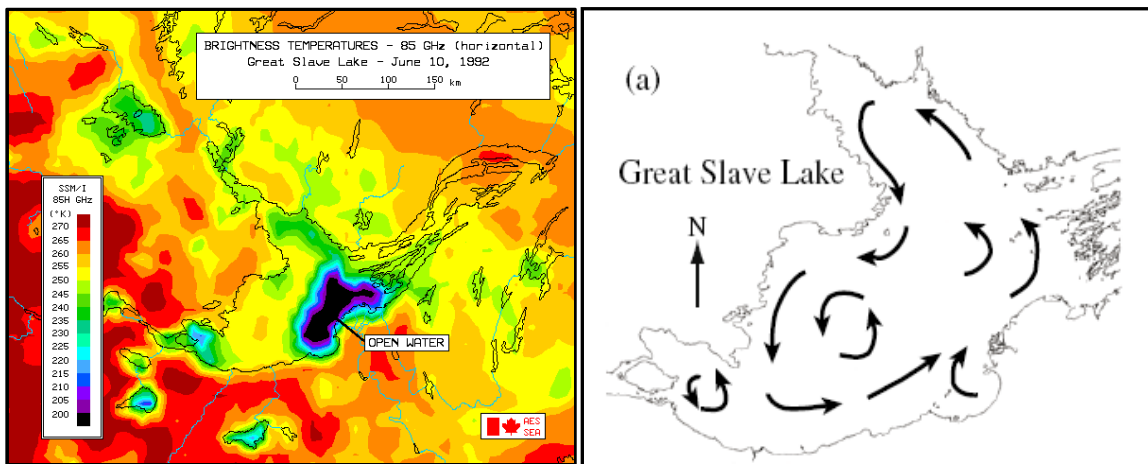 BRIGHTNESS TEMPERATURES - 85 GHz (horizontal)
Great Slave Lake - June 10, 1992
0 50 100 150
km
SSM/I
85H GHz
(°K)
270
265
260
255
250
245
240
235
230
225
220
215
210
205
200
OPEN WATER
AES
SEA
(a)
Great Slave Lake
N